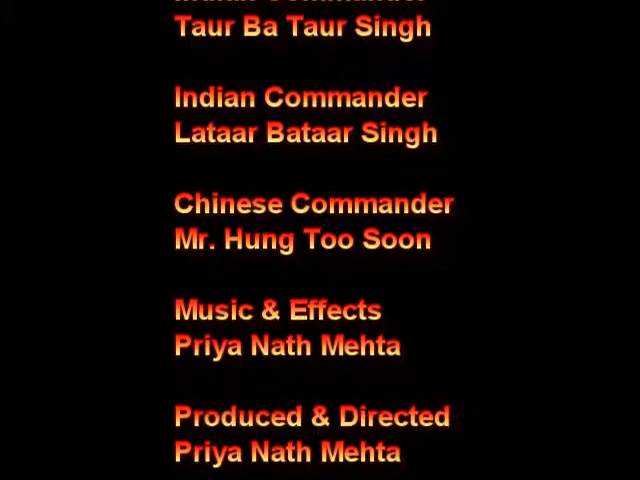 Taur Ba Taur Singh
Indian Commander
Lataar Bataar Singh
Chinese Commander
Mr. Hung Too Soon
Music & Effects
Priya Nath Mehta
Produced & Directed
Priya Nath Mehta